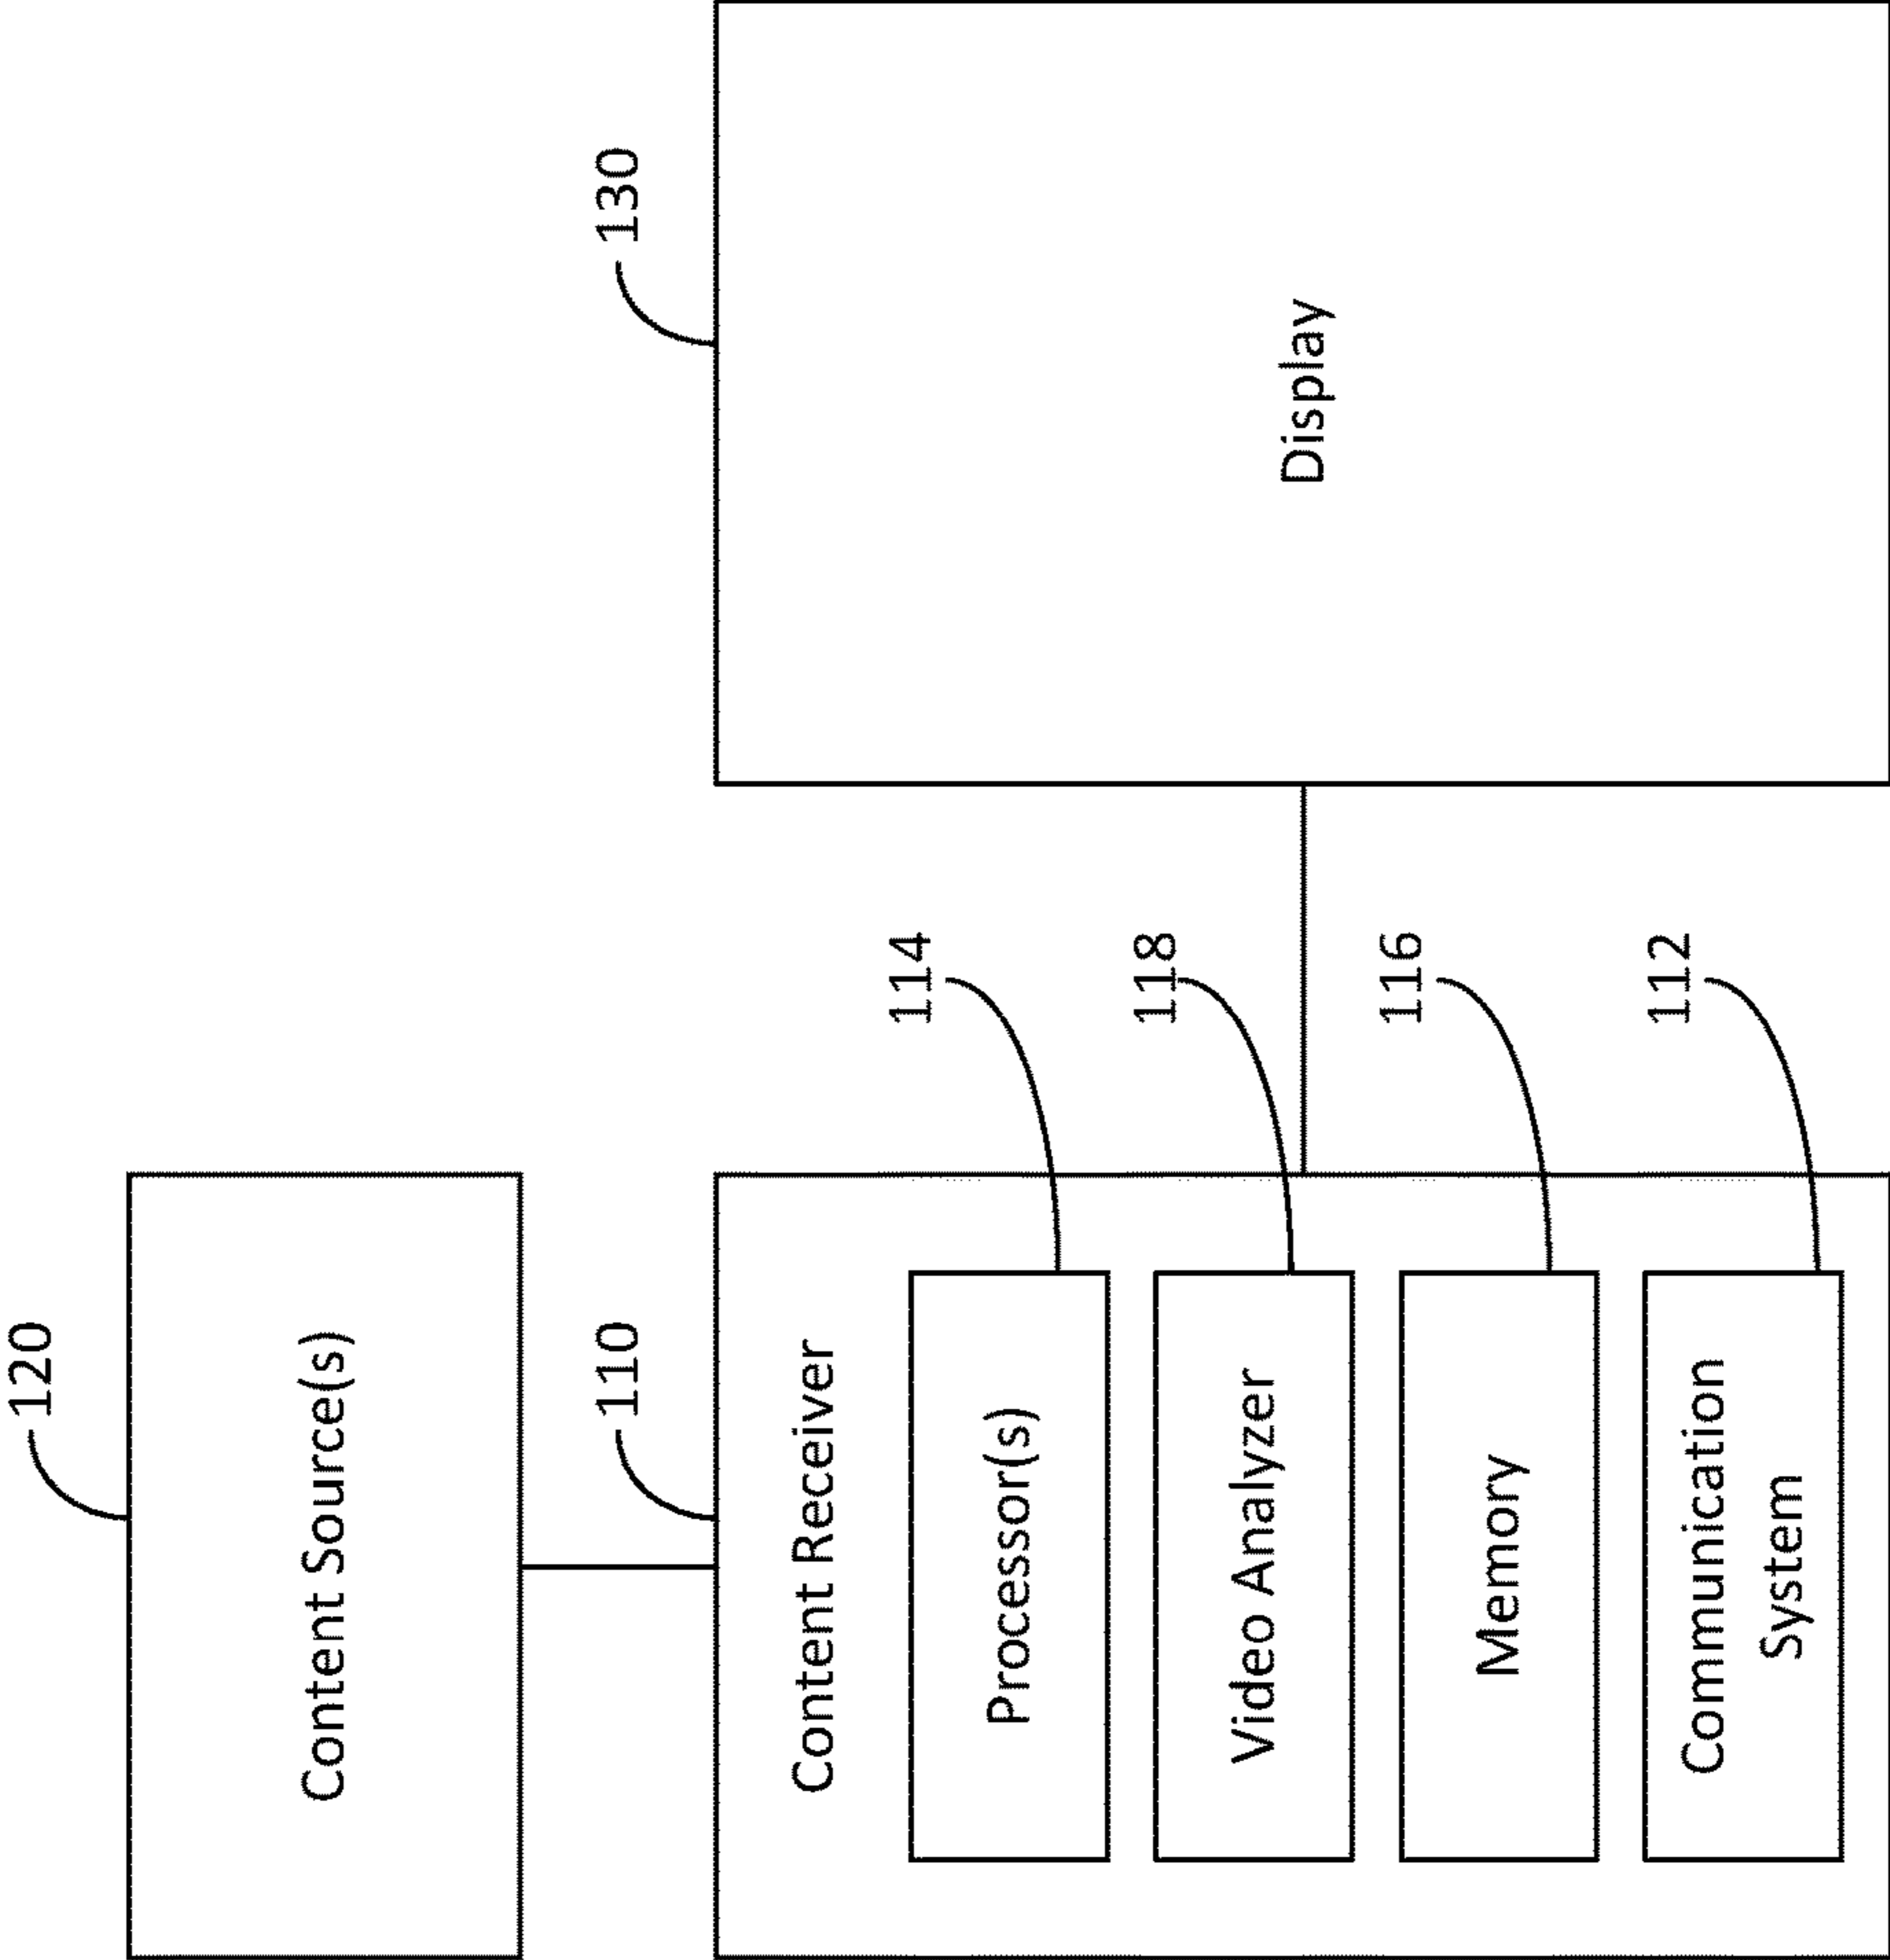 120
Content Source(s)
110
130
Content Receiver
114
Processor(s)
118
Video Analyzer
116
Memory
112
Communication
System
Display